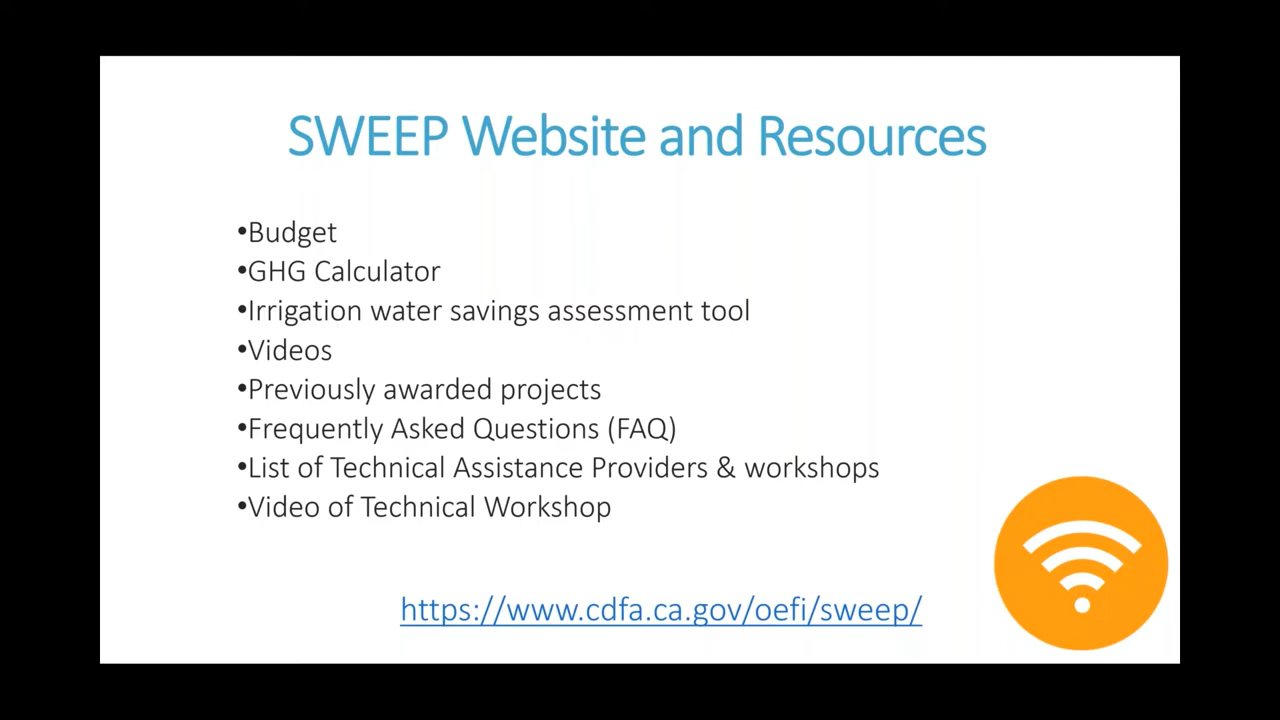 SWEEP Website and Resources
•Budget
•GHG Calculator
•Irrigation water savings assessment tool
•Videos
•Previously awarded projects
•Frequently Asked Questions (FAQ)
•List of Technical Assistance Providers & workshops
•Video of Technical Workshop
https://www.cdfa.ca.gov/oefi/sweep/